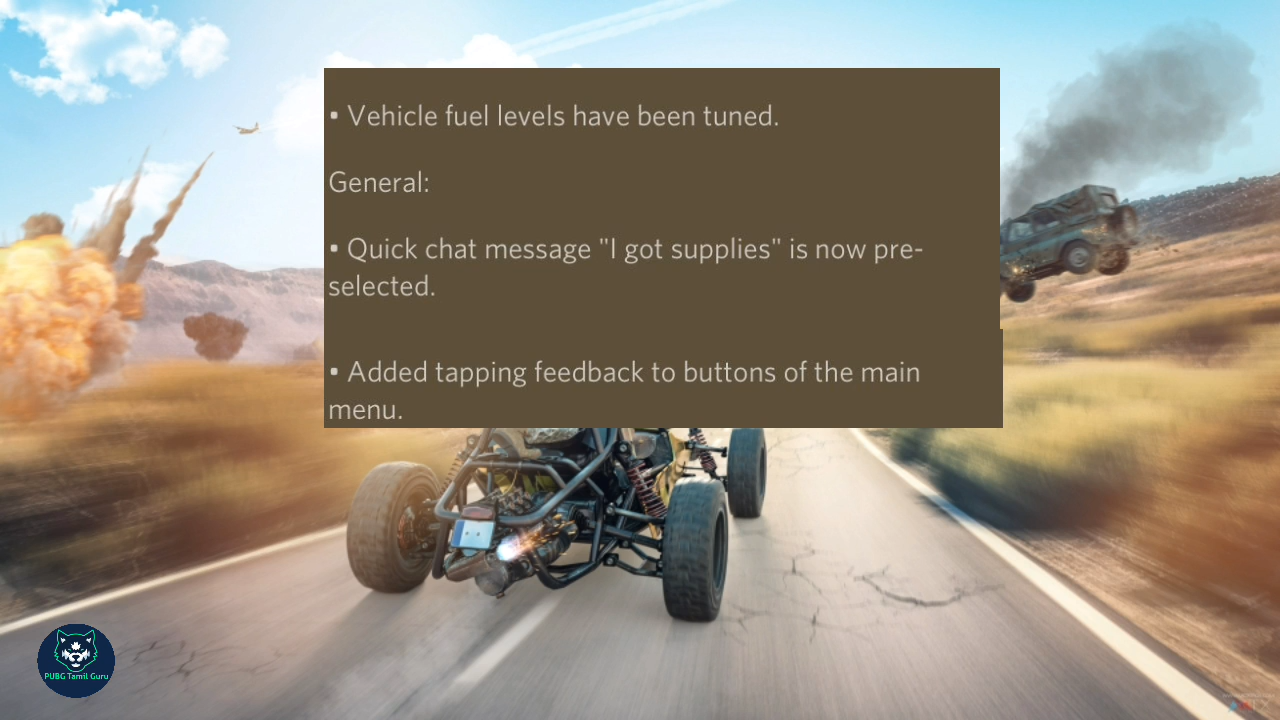 • Vehicle fuel levels have been tuned.
General:
• Quick chat message "I got supplies" is now pre-
selected.
• Added tapping feedback to buttons of the main
menu.
PUBG Tamil Guru